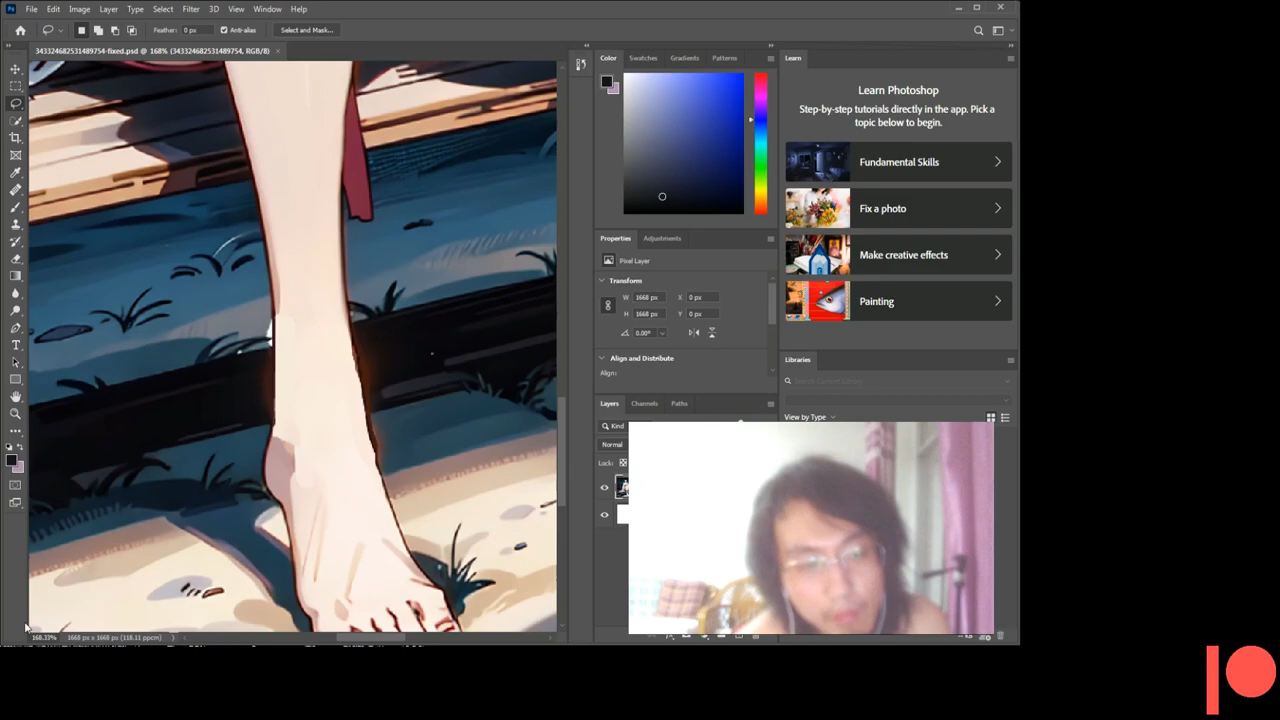 Ps File Edit Image Layer Type Select Filter 3D View Window Help
Feather: 0 px Anti-alias Select and Mask...
343324682531489754-fixed.psd @ 168% (343324682531489754, RGB/8)
Color Swatches Gradients Patterns
Learn
Learn Photoshop
Step-by-step tutorials directly in the app. Pick a
topic below to begin.
Fundamental Skills
Fix a photo
Make creative effects
Painting
Properties Adjustments
Pixel Layer
Transform
W 1668 px X 0 px
H 1668 px Y 0 px
0.00°
Align and Distribute
Align:
Libraries
Search Current Library
View by Type
Layers Channels Paths
Kind
Normal
Lock:
168.33% 1668 px x 1668 px (118.11 ppcm)